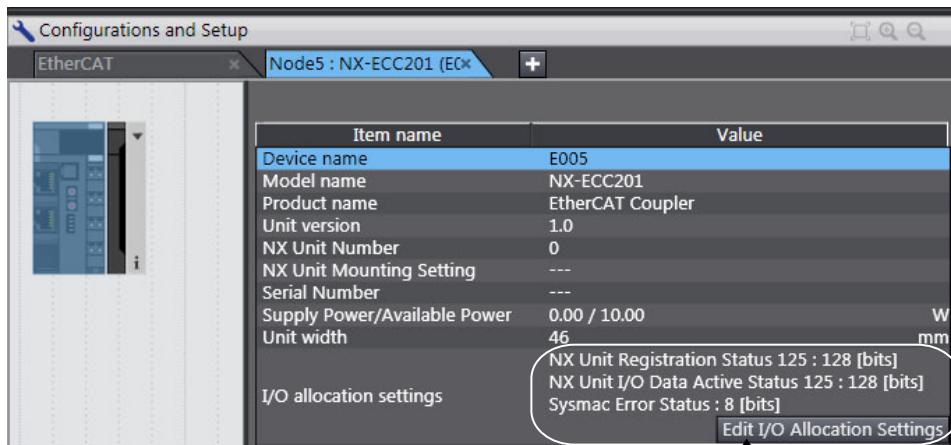 Configurations and Setup
EtherCAT
Node5 : NX-ECC201 (E0
Item name Value
Device name E005
Model name NX-ECC201
Product name EtherCAT Coupler
Unit version 1.0
NX Unit Number 0
NX Unit Mounting Setting ---
Serial Number ---
Supply Power/Available Power 0.00 / 10.00 W
Unit width 46 mm
I/O allocation settings
NX Unit Registration Status 125 : 128 [bits]
NX Unit I/O Data Active Status 125 : 128 [bits]
Sysmac Error Status : 8 [bits]
Edit I/O Allocation Settings